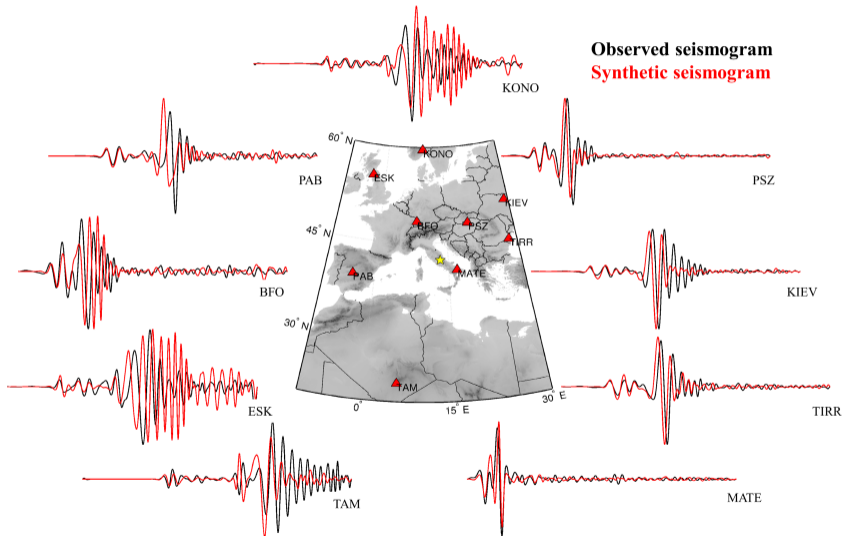 Observed seismogram
Synthetic seismogram
KONO
PAB
PSZ
60° N
KONO
ESK
KIEV
BFO
PSZ
TIRR
45° N
PAB
MATE
BFO
KIEV
30° N
TAM
0°
15° E
30° E
ESK
TIRR
TAM
MATE